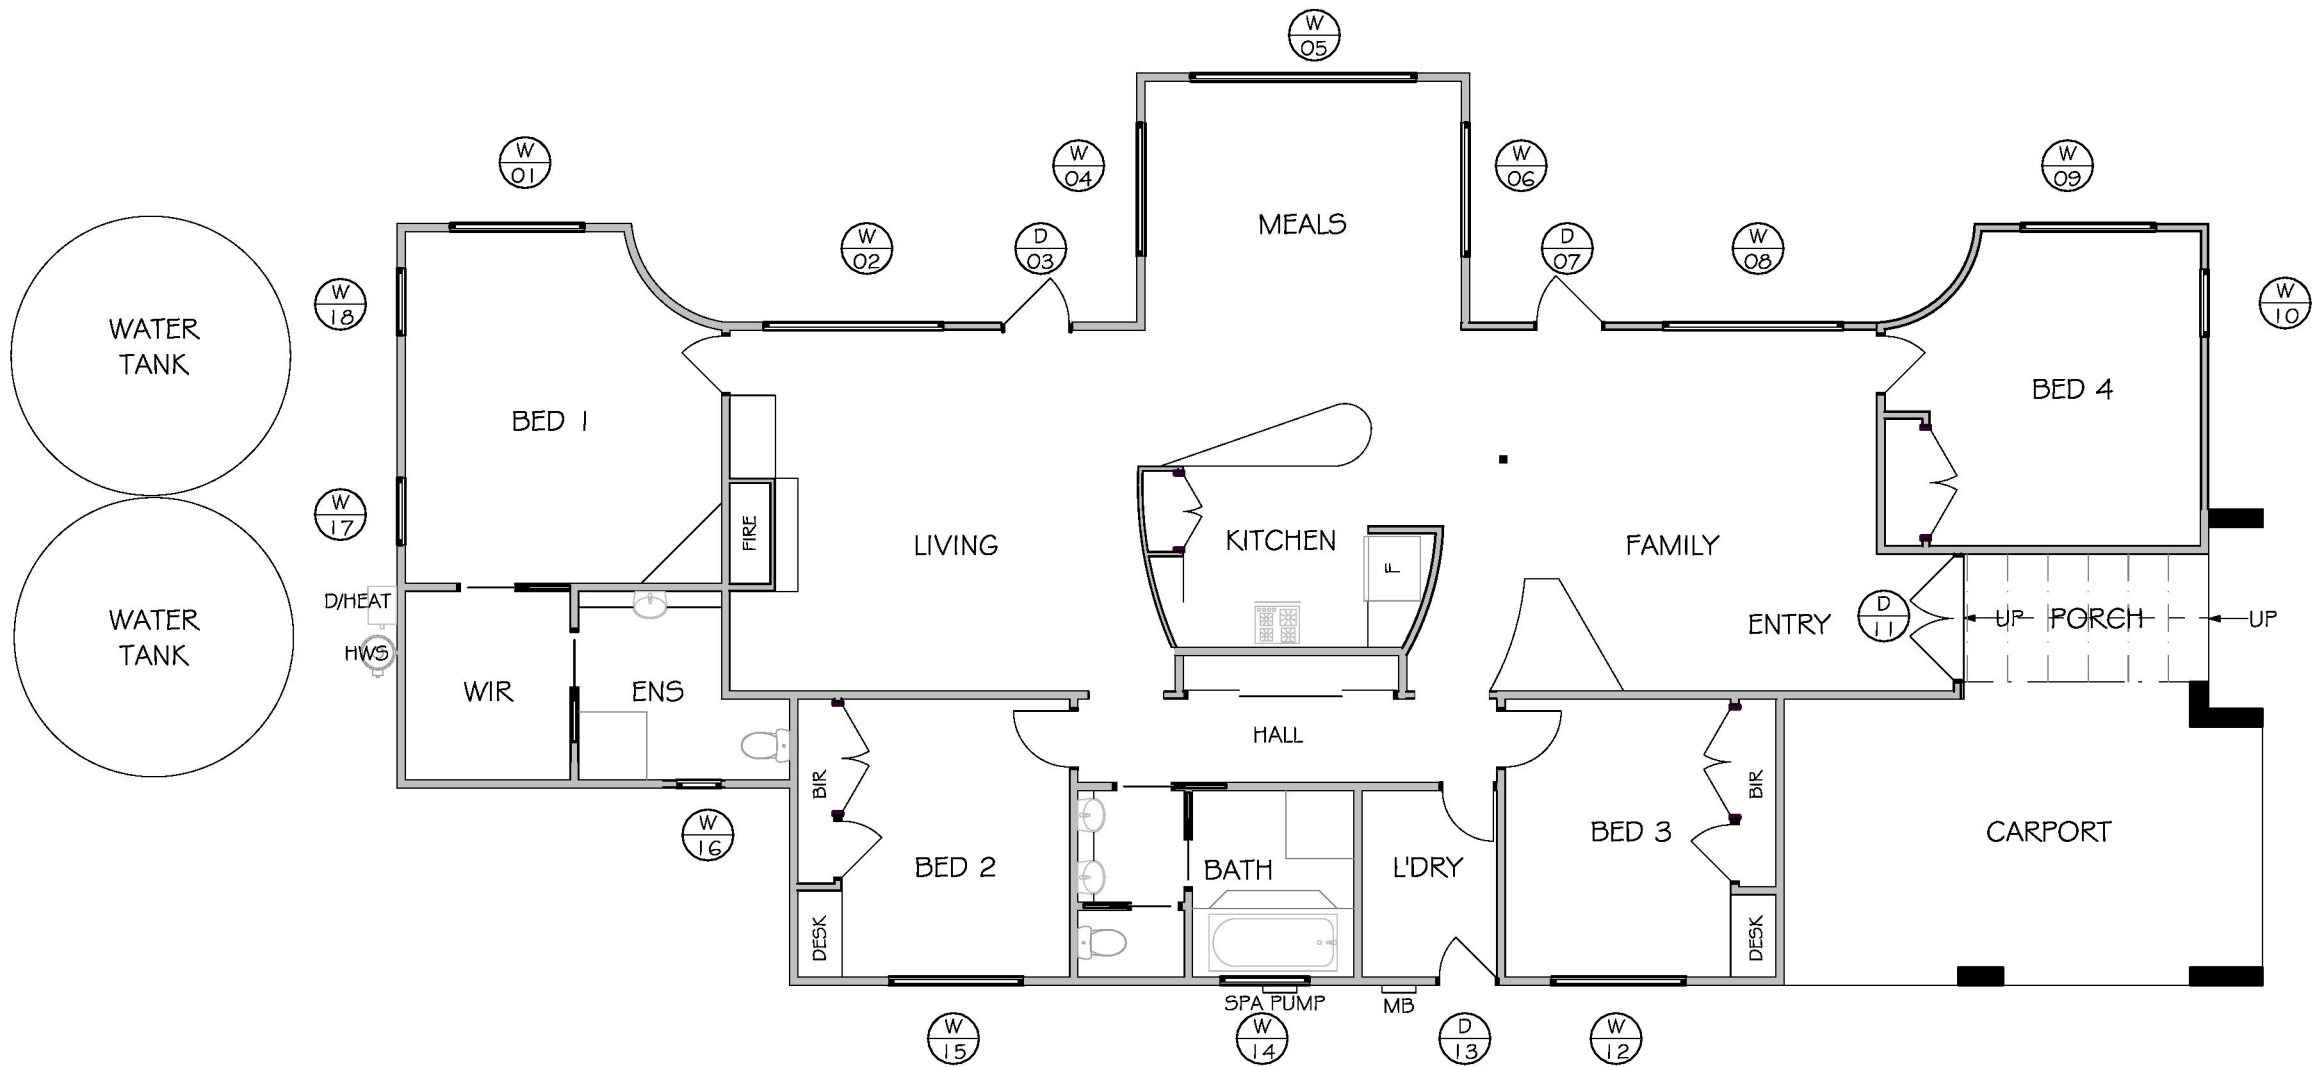 W
05
W
01
W
04
W
06
W
09
MEALS
W
02
D
03
D
07
W
08
W
18
W
10
WATER
TANK
BED 4
BED 1
W
17
FIRE
LIVING
KITCHEN
F
FAMILY
D/HEAT
WATER
TANK
HWS
ENTRY
D
11
UP
PORCH
UP
WIR
ENS
HALL
BIR
BIR
W
16
BED 2
BATH
L'DRY
BED 3
CARPORT
DESK
DESK
SPA PUMP
MB
W
15
W
14
D
13
W
12